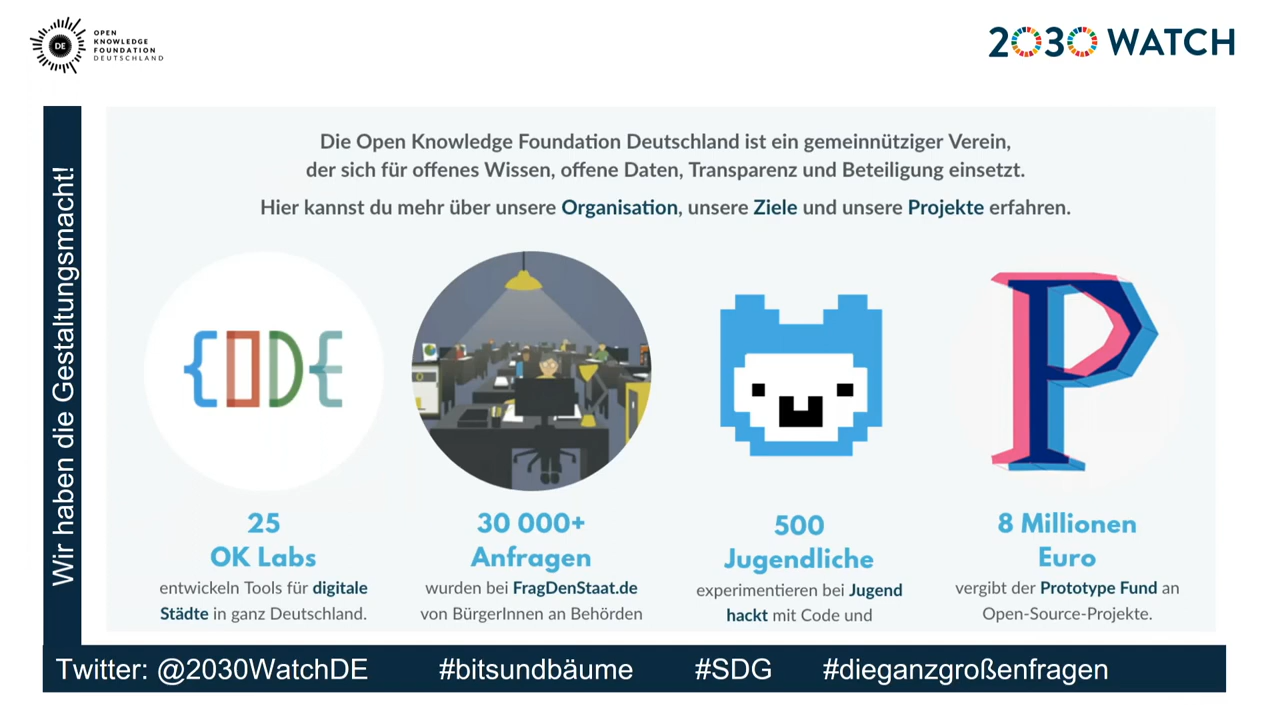 DE
OPEN
KNOWLEDGE
FOUNDATION
DEUTSCHLAND
2030 WATCH
Wir haben die Gestaltungsmacht!
Die Open Knowledge Foundation Deutschland ist ein gemeinnütziger Verein,
der sich für offenes Wissen, offene Daten, Transparenz und Beteiligung einsetzt.
Hier kannst du mehr über unsere Organisation, unsere Ziele und unsere Projekte erfahren.
{CODE
25
OK Labs
entwickeln Tools für digitale
Städte in ganz Deutschland.
30 000+
Anfragen
wurden bei FragDenStaat.de
von BürgerInnen an Behörden
500
Jugendliche
experimentieren bei Jugend
hackt mit Code und
P
8 Millionen
Euro
vergibt der Prototype Fund an
Open-Source-Projekte.
Twitter: @2030WatchDE #bitsundbäume #SDG #dieganzgroßenfragen